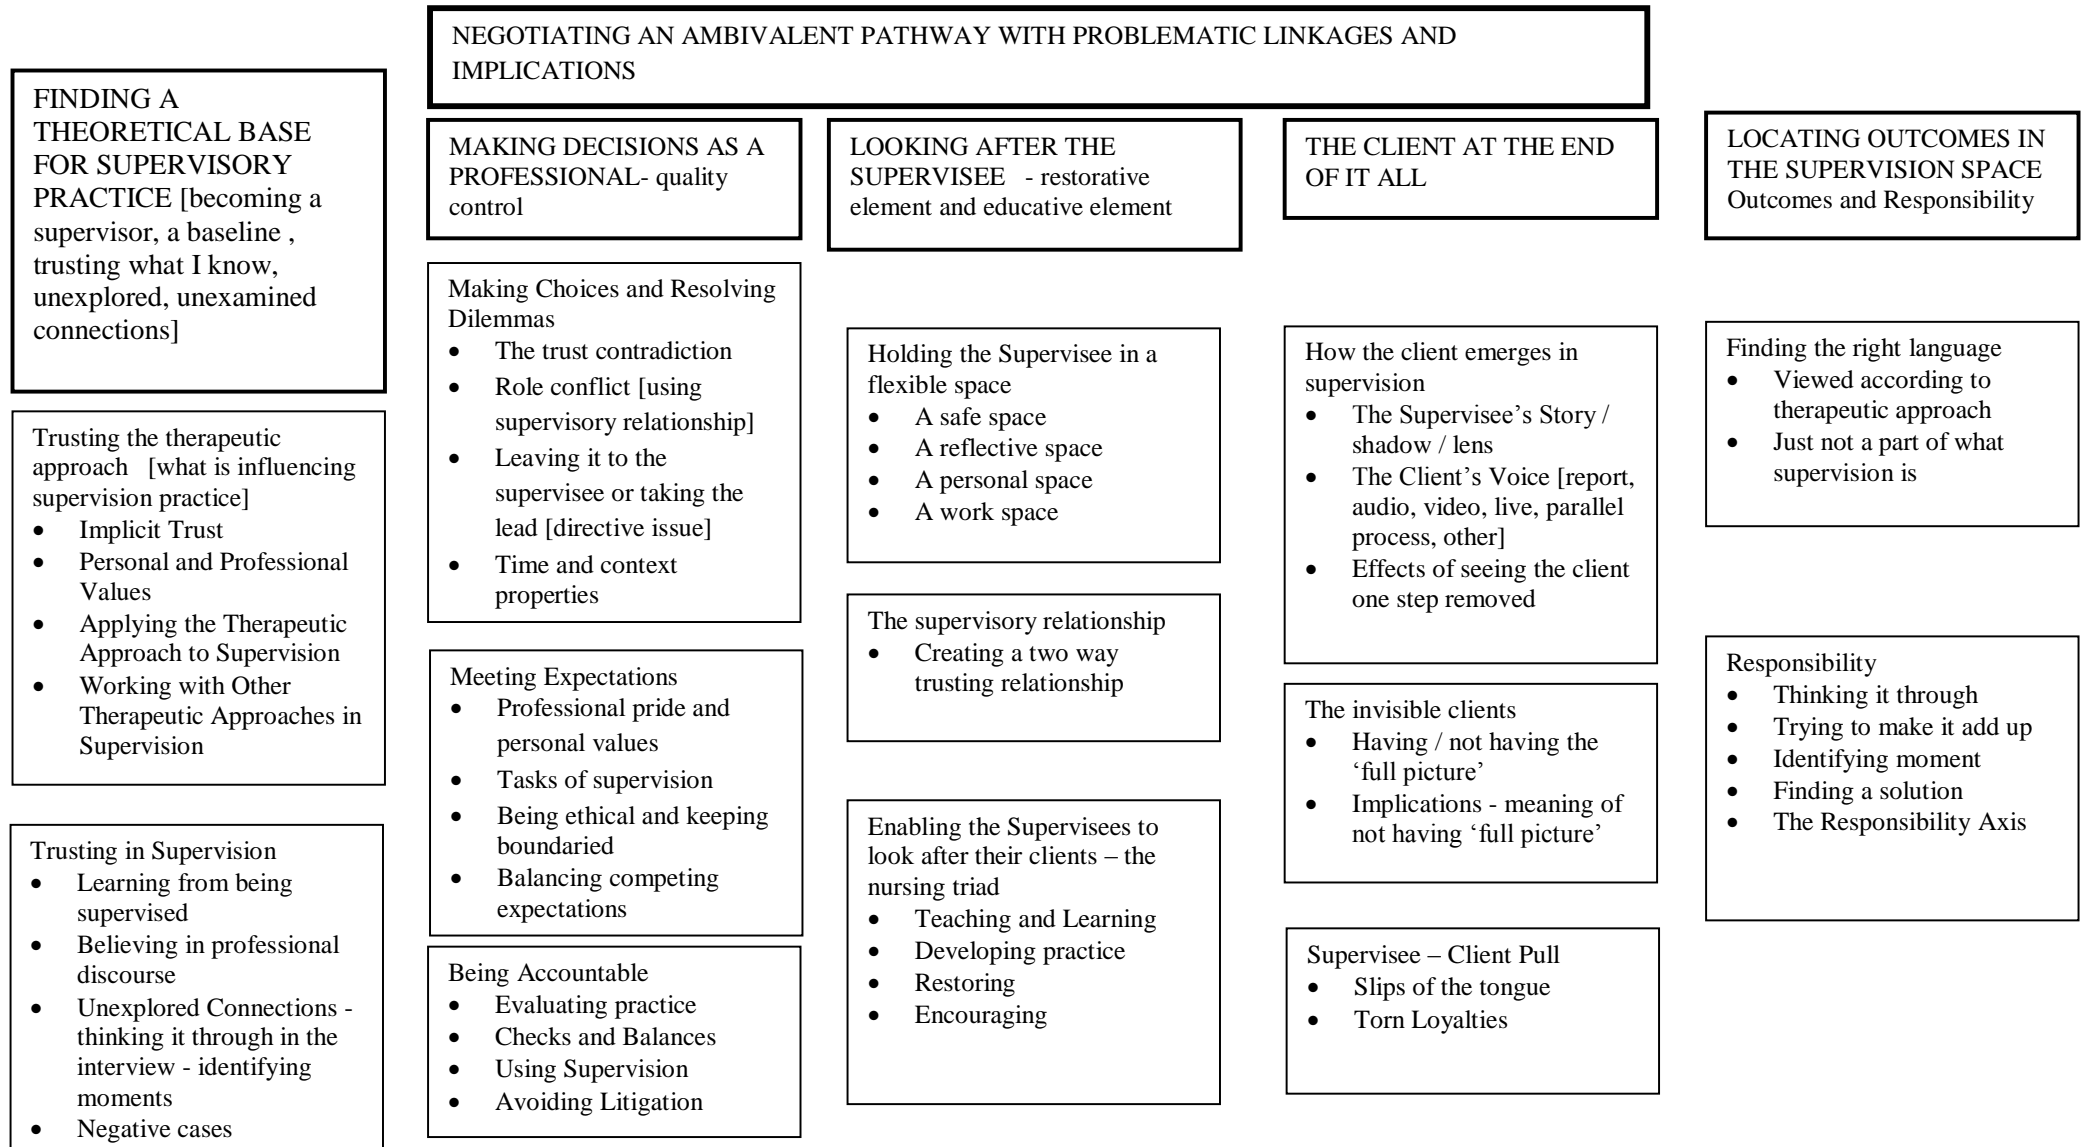 NEGOTIATING AN AMBIVALENT PATHWAY WITH PROBLEMATIC LINKAGES AND
IMPLICATIONS
FINDING A
THEORETICAL BASE
FOR SUPERVISORY
PRACTICE [becoming a
supervisor, a baseline ,
trusting what I know,
unexplored, unexamined
connections]
Trusting the therapeutic
approach [what is influencing
supervision practice]
• Implicit Trust
• Personal and Professional
Values
• Applying the Therapeutic
Approach to Supervision
• Working with Other
Therapeutic Approaches in
Supervision
Trusting in Supervision
• Learning from being
supervised
• Believing in professional
discourse
• Unexplored Connections -
thinking it through in the
interview - identifying
moments
• Negative cases
MAKING DECISIONS AS A
PROFESSIONAL- quality
control
Making Choices and Resolving
Dilemmas
• The trust contradiction
• Role conflict [using
supervisory relationship]
• Leaving it to the
supervisee or taking the
lead [directive issue]
• Time and context
properties
Meeting Expectations
• Professional pride and
personal values
• Tasks of supervision
• Being ethical and keeping
boundaried
• Balancing competing
expectations
Being Accountable
• Evaluating practice
• Checks and Balances
• Using Supervision
• Avoiding Litigation
LOOKING AFTER THE
SUPERVISEE - restorative
element and educative element
Holding the Supervisee in a
flexible space
• A safe space
• A reflective space
• A personal space
• A work space
The supervisory relationship
• Creating a two way
trusting relationship
Enabling the Supervisees to
look after their clients – the
nursing triad
• Teaching and Learning
• Developing practice
• Restoring
• Encouraging
THE CLIENT AT THE END
OF IT ALL
How the client emerges in
supervision
• The Supervisee’s Story /
shadow / lens
• The Client’s Voice [report,
audio, video, live, parallel
process, other]
• Effects of seeing the client
one step removed
The invisible clients
• Having / not having the
‘full picture’
• Implications - meaning of
not having ‘full picture’
Supervisee – Client Pull
• Slips of the tongue
• Torn Loyalties
LOCATING OUTCOMES IN
THE SUPERVISION SPACE
Outcomes and Responsibility
Finding the right language
• Viewed according to
therapeutic approach
• Just not a part of what
supervision is
Responsibility
• Thinking it through
• Trying to make it add up
• Identifying moment
• Finding a solution
• The Responsibility Axis